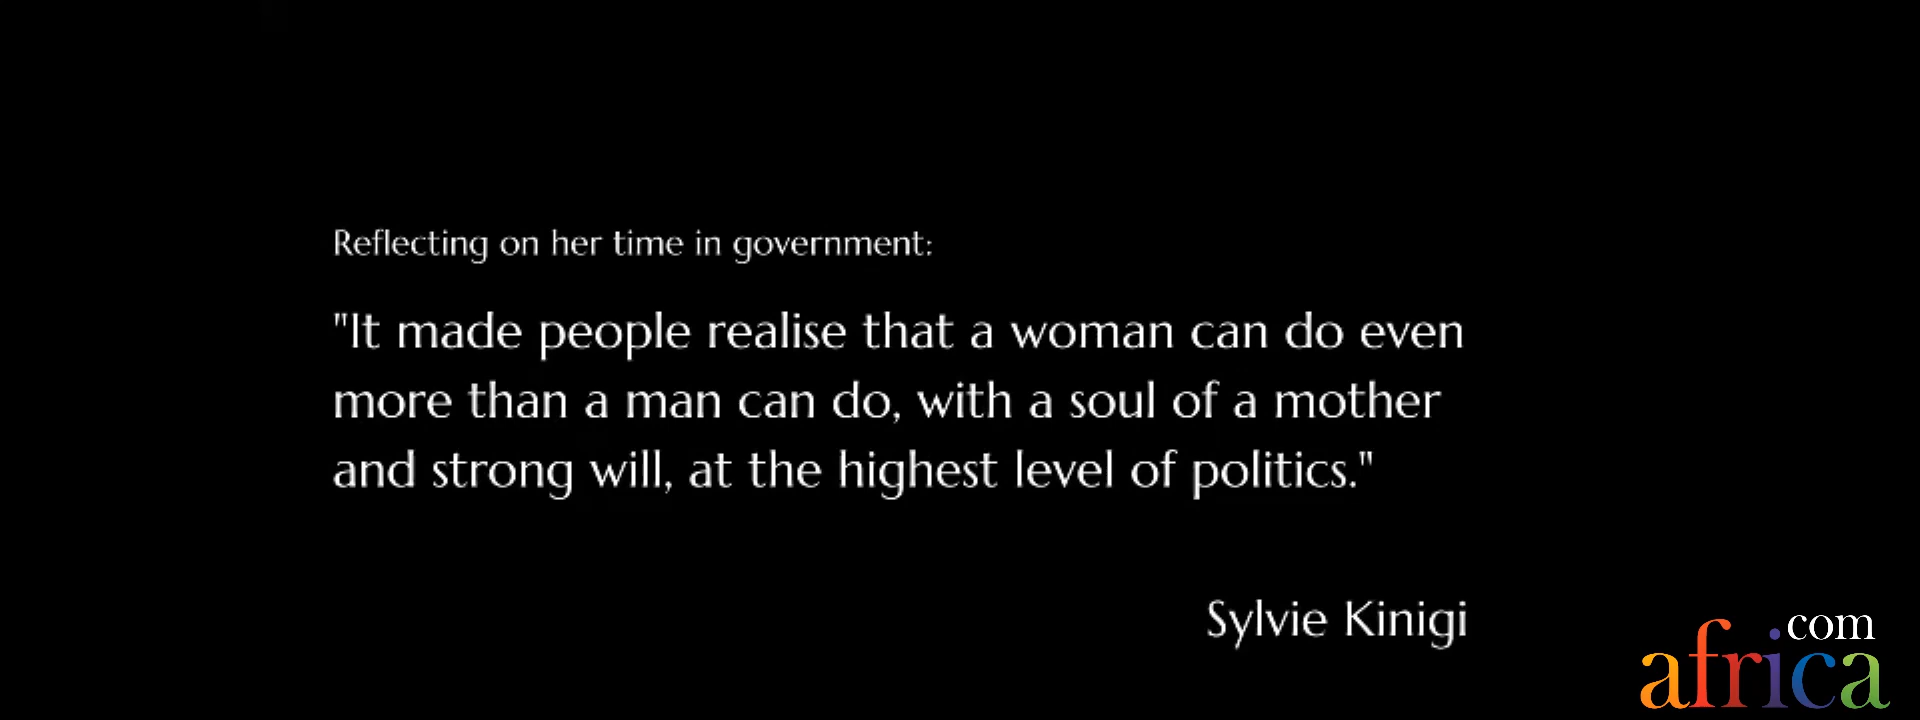 Reflecting on her time in government:
"It made people realise that a woman can do even
more than a man can do, with a soul of a mother
and strong will, at the highest level of politics."
Sylvie Kinigi
com
africa